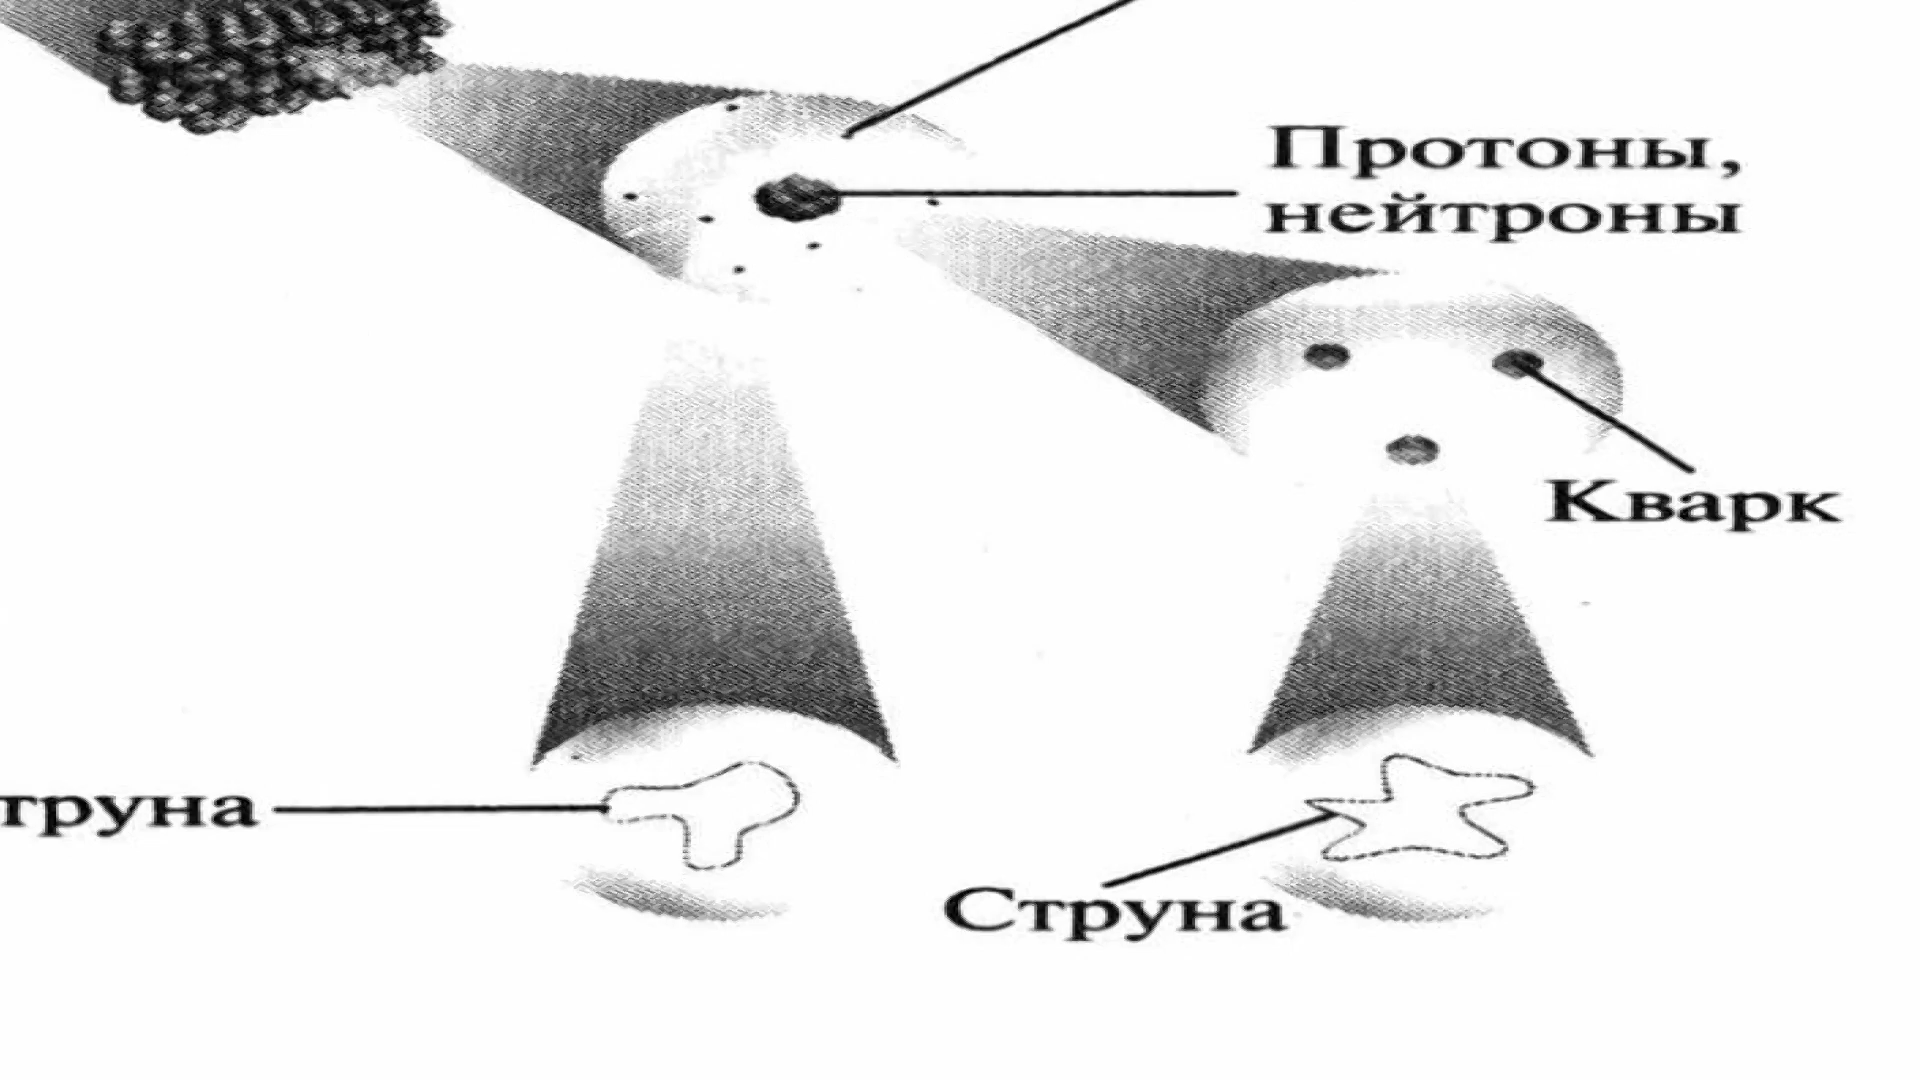 Протоны,
нейтроны
Кварк
труна
Струна